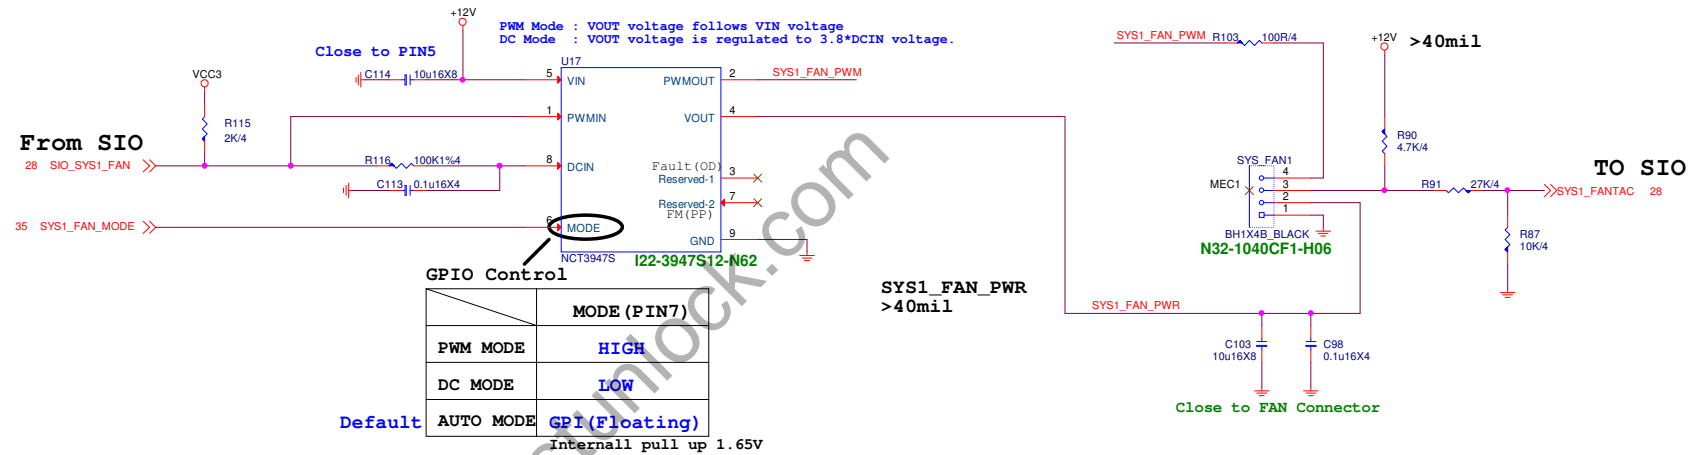 +12V
PWM Mode : VOUT voltage follows VIN voltage
DC Mode : VOUT voltage is regulated to 3.8*DCIN voltage.
Close to PIN5
C114 10u16X8
U17
5 VIN
PWMOUT 2 SYS1_FAN_PWM
VCC3
R115
2K/4
1 PWMIN
VOUT 4
From SIO
28 SIO_SYS1_FAN
R116 100K1%4
8 DCIN
C113 0.1u16X4
Fault(OD)
Reserved-1 3
Reserved-2 7
FM(PP)
35 SYS1_FAN_MODE
6 MODE
GND 9
NCT3947S
I22-3947S12-N62
GPIO Control
MODE(PIN7)
PWM MODE HIGH
DC MODE LOW
Default AUTO MODE GPI(Floating)
Internall pull up 1.65V
SYS1_FAN_PWR
>40mil
SYS1_FAN_PWM R103 100R/4
+12V >40mil
R90
4.7K/4
SYS_FAN1
MEC1
4
3
2
1
BH1X4B_BLACK
N32-1040CF1-H06
R91 27K/4
TO SIO
SYS1_FANTAC 28
R87
10K/4
SYS1_FAN_PWR
C103
10u16X8
C98
0.1u16X4
Close to FAN Connector
stunlock.com